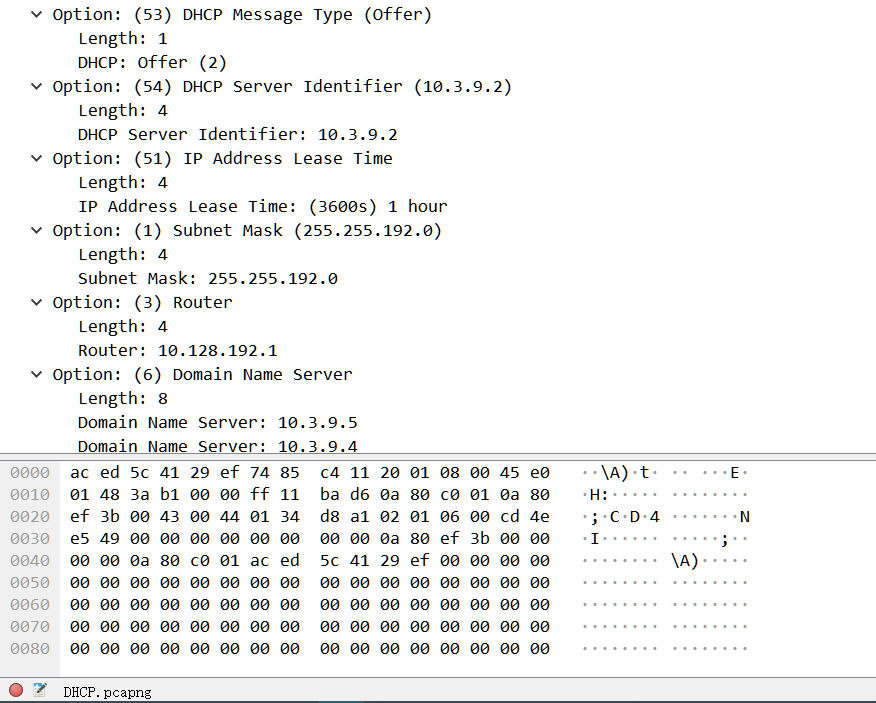 Option: (53) DHCP Message Type (Offer)
Length: 1
DHCP: Offer (2)
Option: (54) DHCP Server Identifier (10.3.9.2)
Length: 4
DHCP Server Identifier: 10.3.9.2
Option: (51) IP Address Lease Time
Length: 4
IP Address Lease Time: (3600s) 1 hour
Option: (1) Subnet Mask (255.255.192.0)
Length: 4
Subnet Mask: 255.255.192.0
Option: (3) Router
Length: 4
Router: 10.128.192.1
Option: (6) Domain Name Server
Length: 8
Domain Name Server: 10.3.9.5
Domain Name Server: 10.3.9.4
0000 ac ed 5c 41 29 ef 74 85 c4 11 20 01 08 00 45 e0 ··\A)·t· ·· ···E·
0010 01 48 3a b1 00 00 ff 11 ba d6 0a 80 c0 01 0a 80 ·H:····· ········
0020 ef 3b 00 43 00 44 01 34 d8 a1 02 01 06 00 cd 4e ·;·C·D·4 ·······N
0030 e5 49 00 00 00 00 00 00 00 00 0a 80 ef 3b 00 00 ·I······ ·····;··
0040 00 00 0a 80 c0 01 ac ed 5c 41 29 ef 00 00 00 00 ········ \A)·····
0050 00 00 00 00 00 00 00 00 00 00 00 00 00 00 00 00 ········ ········
0060 00 00 00 00 00 00 00 00 00 00 00 00 00 00 00 00 ········ ········
0070 00 00 00 00 00 00 00 00 00 00 00 00 00 00 00 00 ········ ········
0080 00 00 00 00 00 00 00 00 00 00 00 00 00 00 00 00 ········ ········
DHCP.pcapng